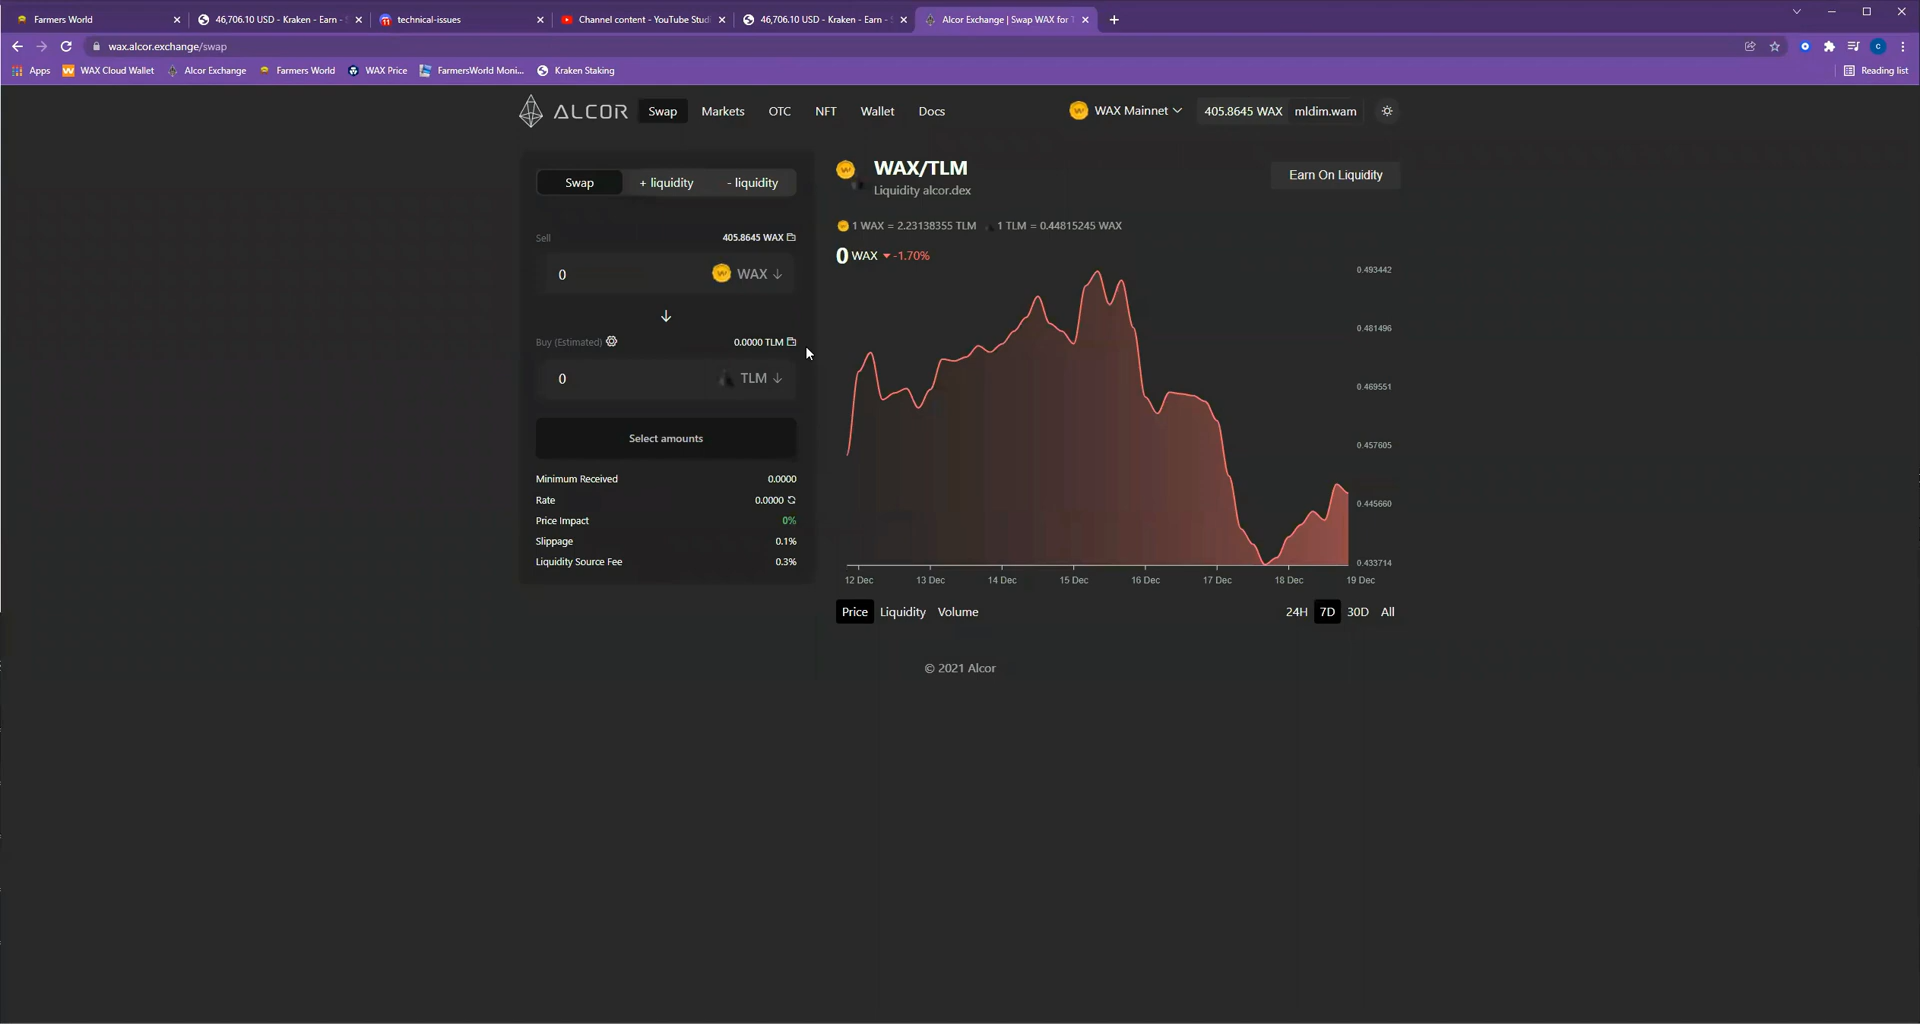 Farmers World
46,706.10 USD - Kraken - Earn -
technical-issues
Channel content - YouTube Studi
46,706.10 USD - Kraken - Earn -
Alcor Exchange | Swap WAX for
wax.alcor.exchange/swap
Apps
WAX Cloud Wallet
Alcor Exchange
Farmers World
WAX Price
FarmersWorld Moni...
Kraken Staking
Reading list
ALCOR
Swap
Markets
OTC
NFT
Wallet
Docs
WAX Mainnet
405.8645 WAX
mldim.wam
Swap
+ liquidity
- liquidity
Sell
405.8645 WAX
0
WAX
Buy (Estimated)
0.0000 TLM
0
TLM
Select amounts
Minimum Received
0.0000
Rate
0.0000
Price Impact
0%
Slippage
0.1%
Liquidity Source Fee
0.3%
WAX/TLM
Liquidity alcor.dex
Earn On Liquidity
1 WAX = 2.23138355 TLM
1 TLM = 0.44815245 WAX
0 WAX
-1.70%
0.493442
0.481496
0.469551
0.457605
0.445660
0.433714
12 Dec
13 Dec
14 Dec
15 Dec
16 Dec
17 Dec
18 Dec
19 Dec
Price
Liquidity
Volume
24H
7D
30D
All
© 2021 Alcor